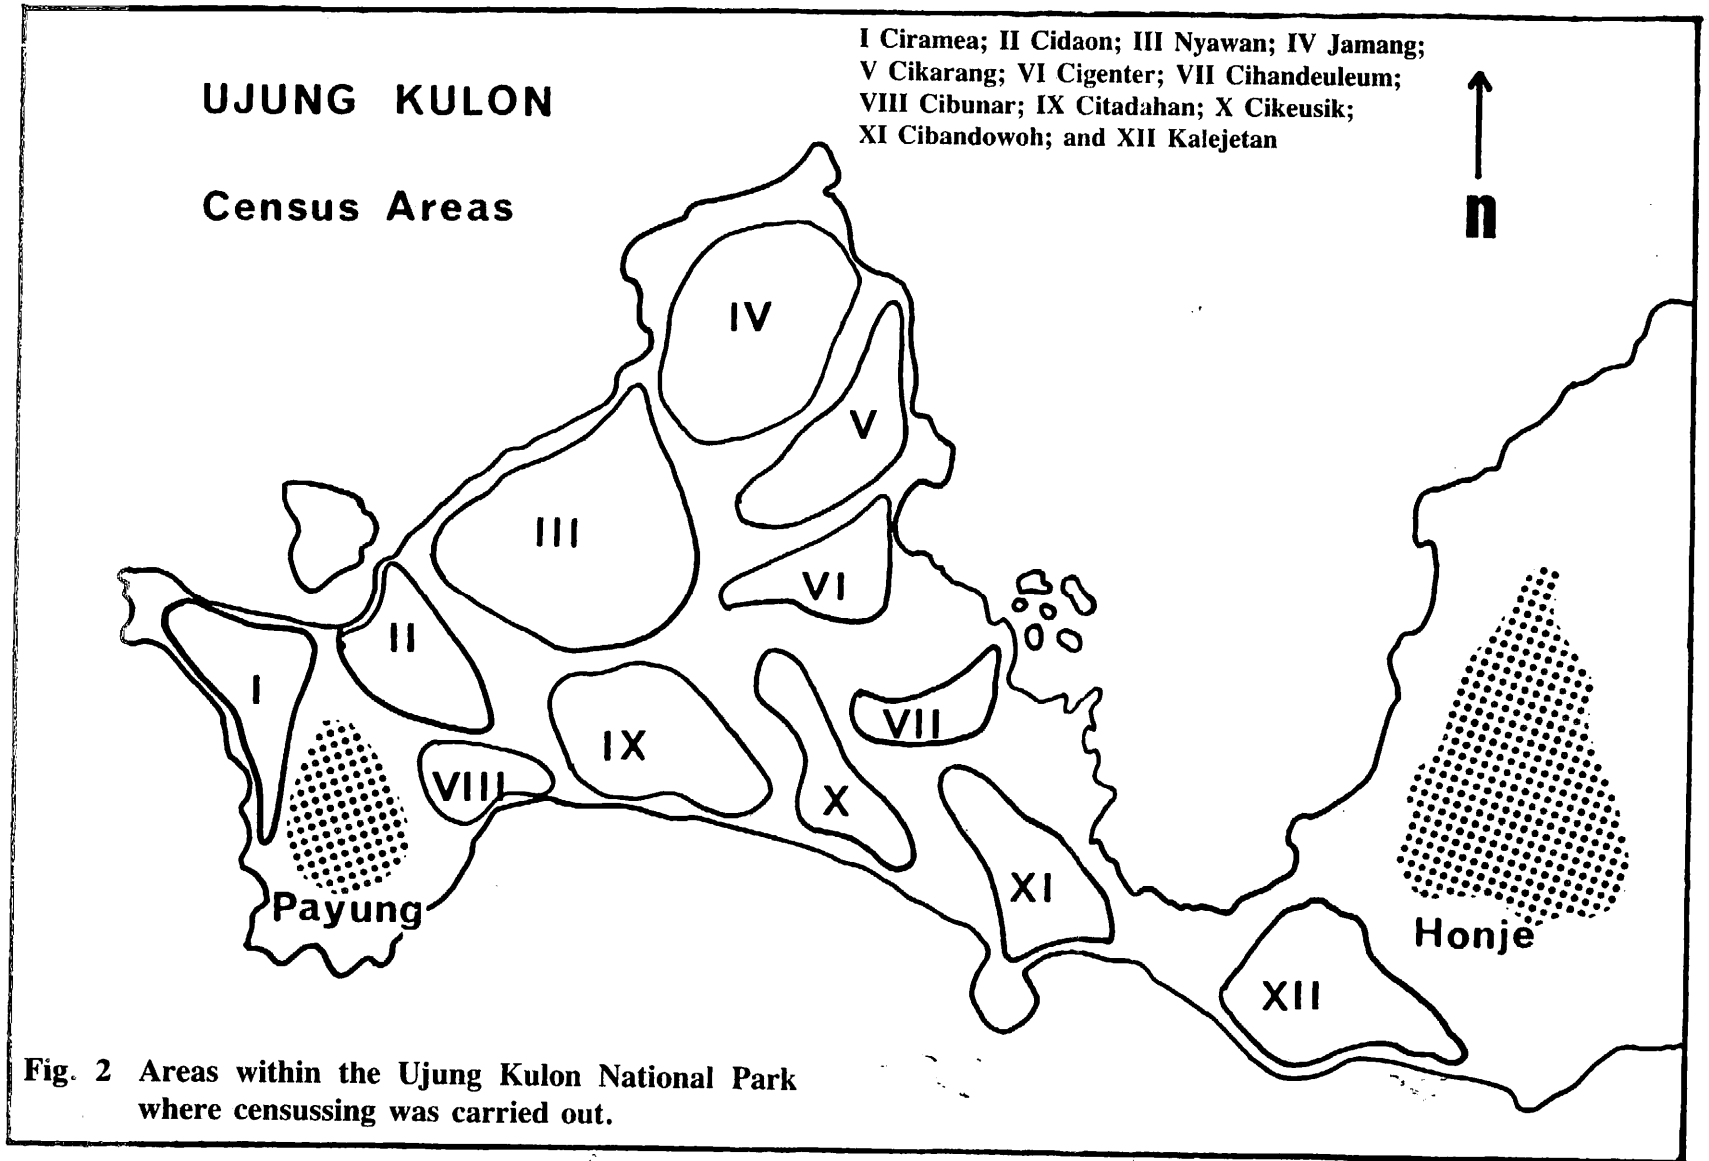 I Ciramea; II Cidaon; III Nyawan; IV Jamang;
V Cikarang; VI Cigenter; VII Cihandeuleum;
VIII Cibunar; IX Citadahan; X Cikeusik;
XI Cibandowoh; and XII Kalejetan
UJUNG KULON
Census Areas
n
IV
V
III
VI
II
I
VII
IX
VIII
X
XI
Payung
Honje
XII
Fig. 2 Areas within the Ujung Kulon National Park
where censussing was carried out.